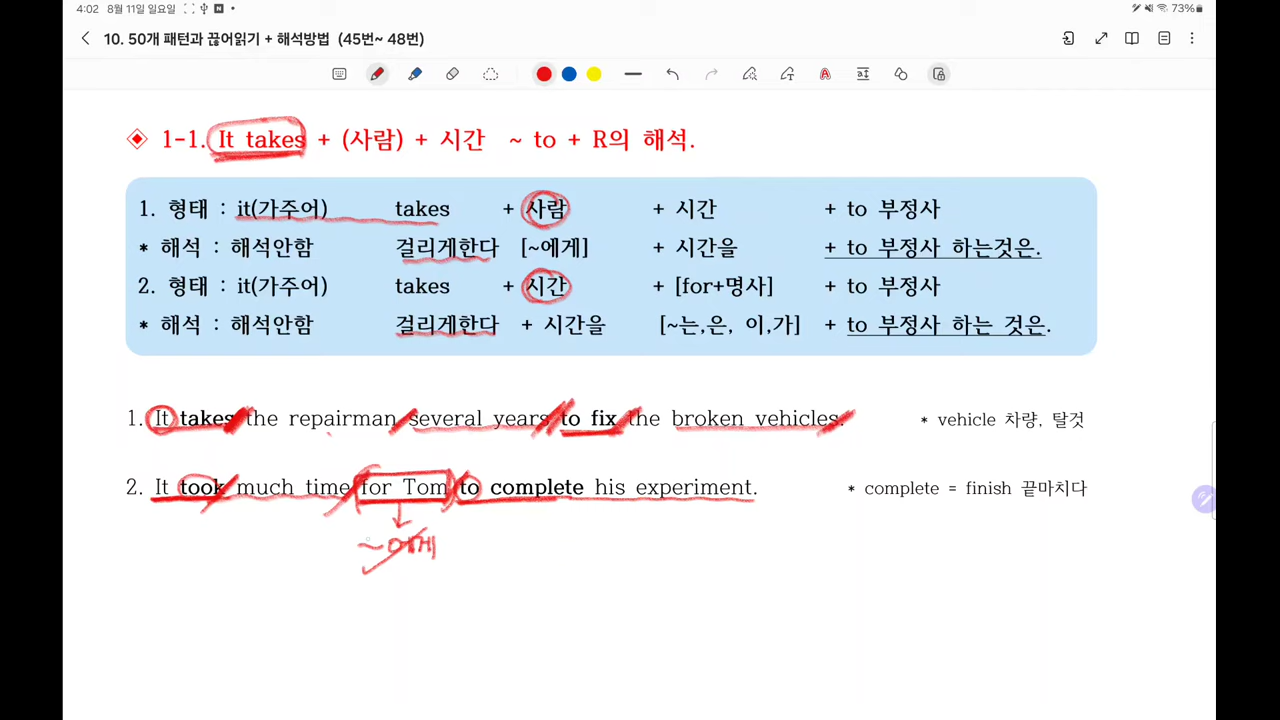 4:02 8월 11일 일요일
73%
10. 50개 패턴과 끊어읽기 + 해석방법 (45번~ 48번)
◈ 1-1. It takes + (사람) + 시간 ~ to + R의 해석.
1. 형태 : it(가주어) takes + 사람 + 시간 + to 부정사
* 해석 : 해석안함 걸리게한다 [~에게] + 시간을 + to 부정사 하는것은.
2. 형태 : it(가주어) takes + 시간 + [for+명사] + to 부정사
* 해석 : 해석안함 걸리게한다 + 시간을 [~는,은, 이,가] + to 부정사 하는 것은.
1. It takes the repairman several years to fix the broken vehicles. * vehicle 차량, 탈것
2. It took much time for Tom to complete his experiment. * complete = finish 끝마치다
~에게